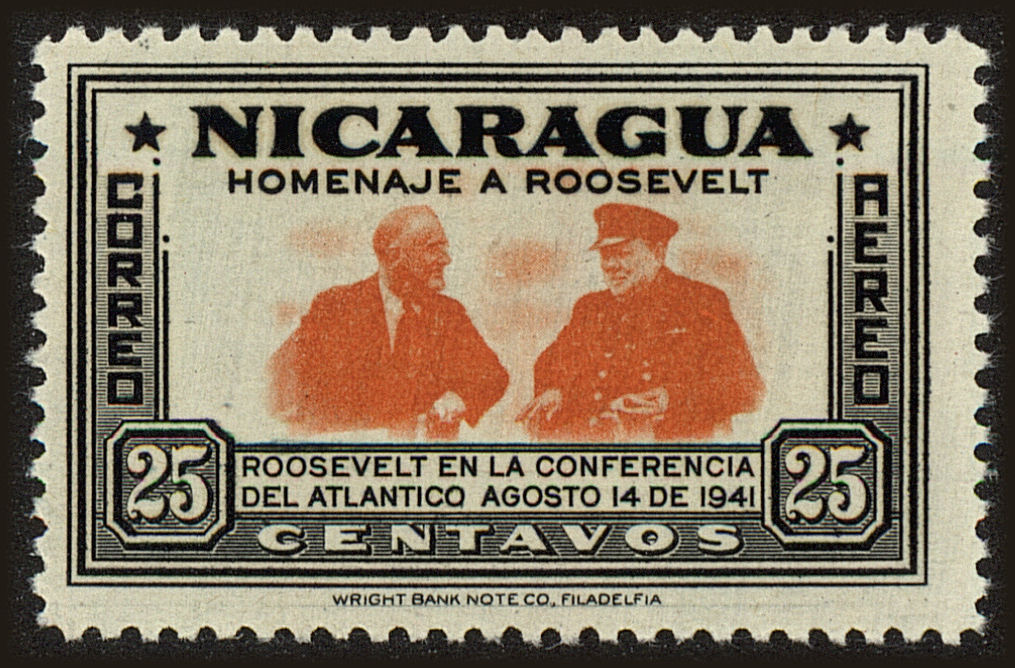 NICARAGUA
HOMENAJE A ROOSEVELT
CORREO
AEREO
25
ROOSEVELT EN LA CONFERENCIA
DEL ATLANTICO AGOSTO 14 DE 1941
25
CENTAVOS
WRIGHT BANK NOTE CO., FILADELFIA